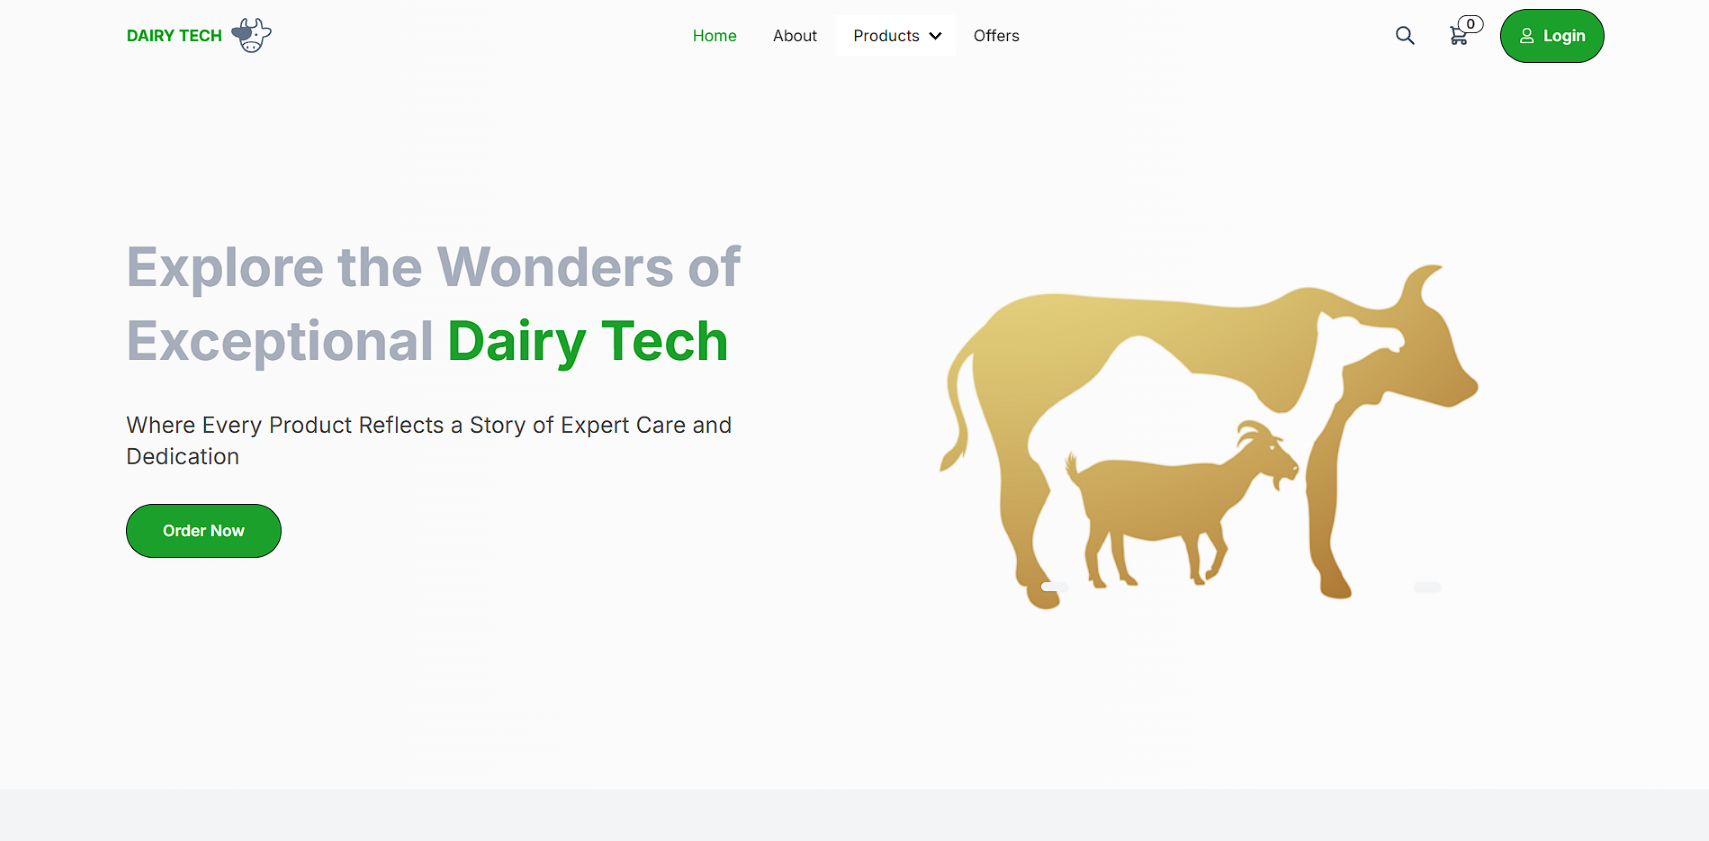 DAIRY TECH
Home
About
Products
Offers
0
Login
Explore the Wonders of
Exceptional Dairy Tech
Where Every Product Reflects a Story of Expert Care and
Dedication
Order Now